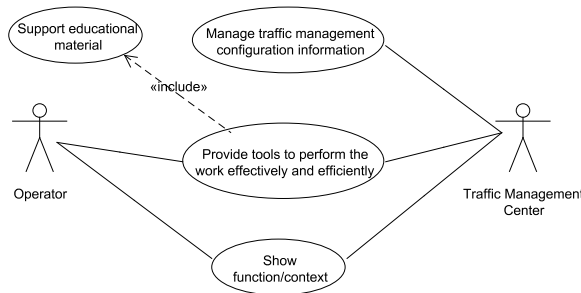 Support educational
material
Manage traffic management
configuration information
«include»
Provide tools to perform the
work effectively and efficiently
Operator
Traffic Management
Center
Show
function/context